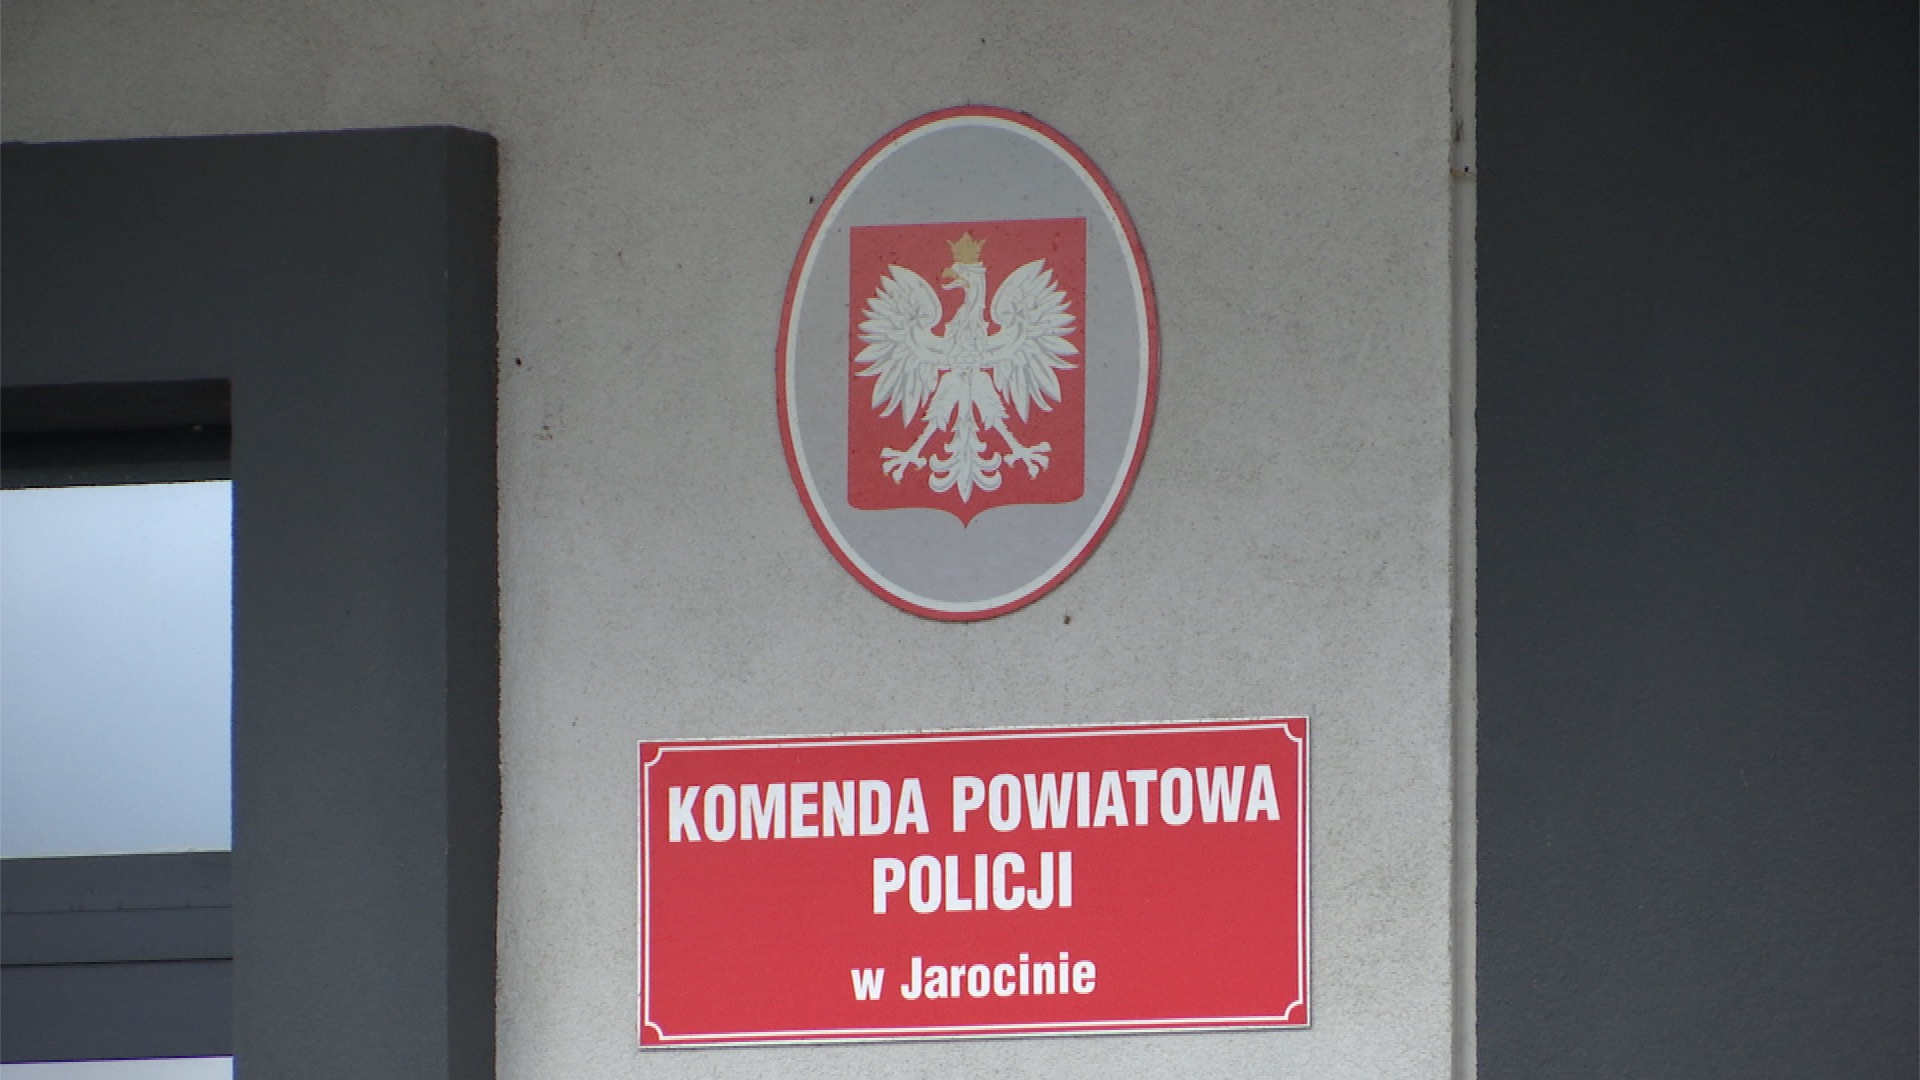 KOMENDA POWIATOWA
POLICJI
w Jarocinie